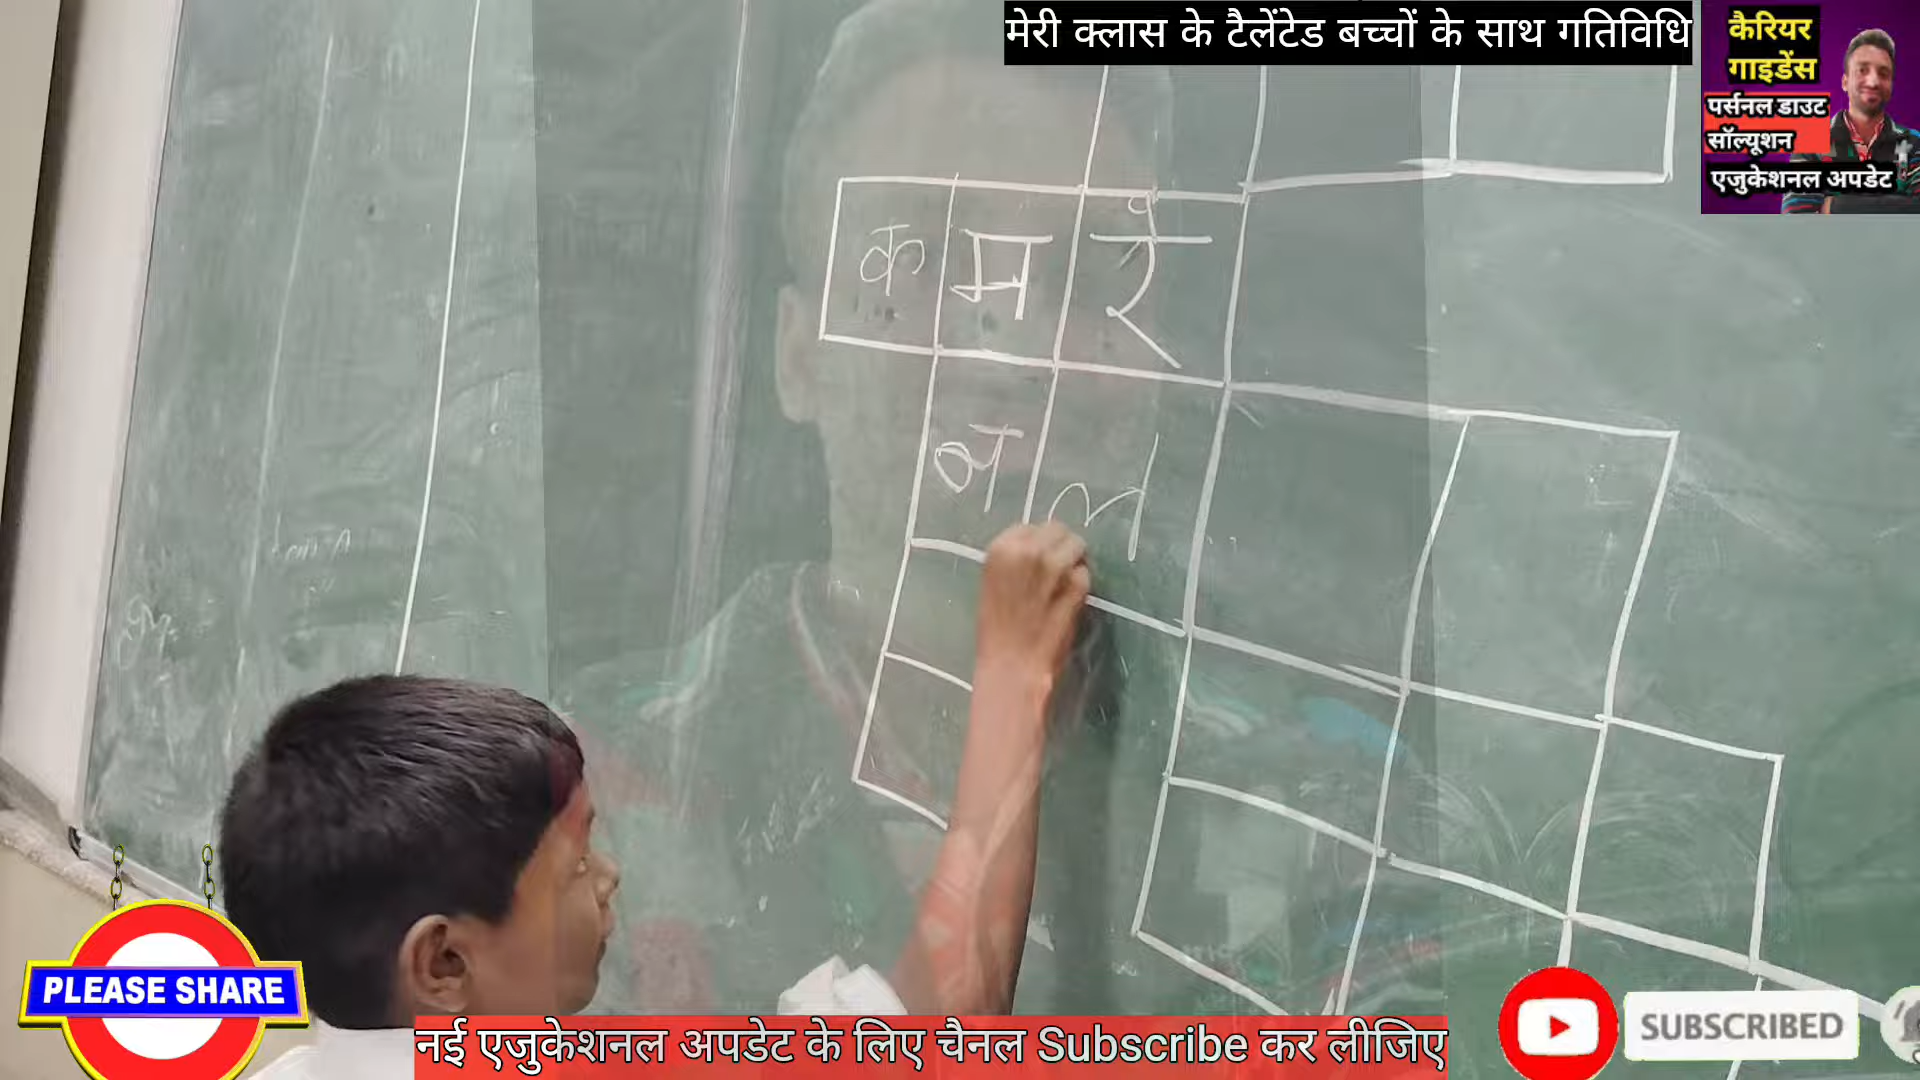 मेरी क्लास के टैलेंटेड बच्चों के साथ गतिविधि
कैरियर
गाइडेंस
पर्सनल डाउट
सॉल्यूशन
एजुकेशनल अपडेट
क म
PLEASE SHARE
नई एजुकेशनल अपडेट के लिए चैनल Subscribe कर लीजिए
SUBSCRIBED